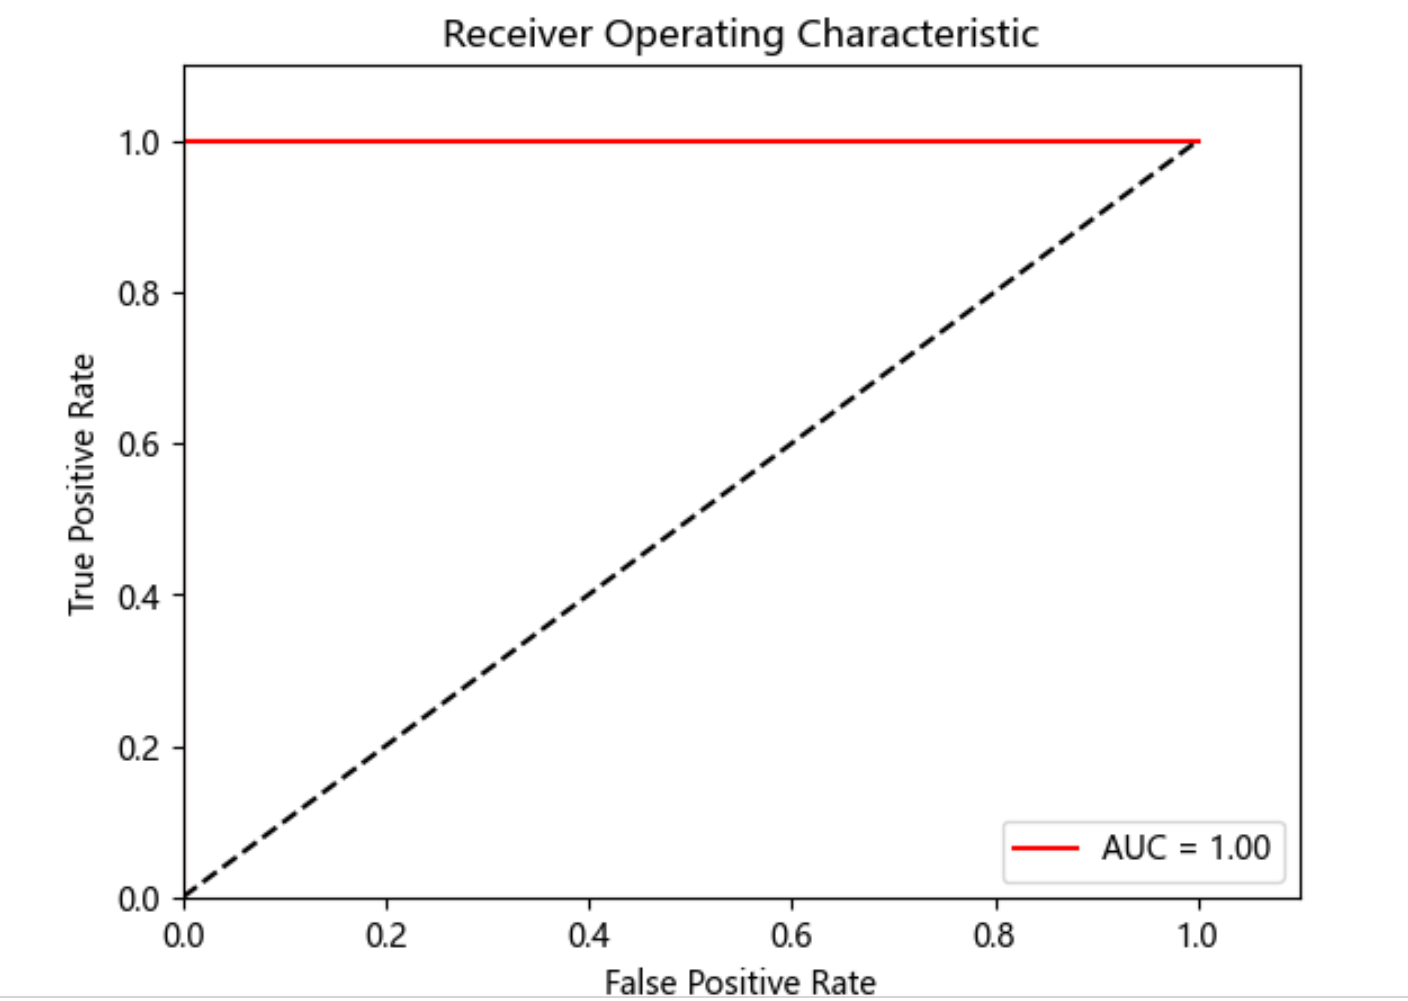 Receiver Operating Characteristic
1.0
0.8
0.6
0.4
0.2
0.0
True Positive Rate
AUC = 1.00
0.0 0.2 0.4 0.6 0.8 1.0
False Positive Rate